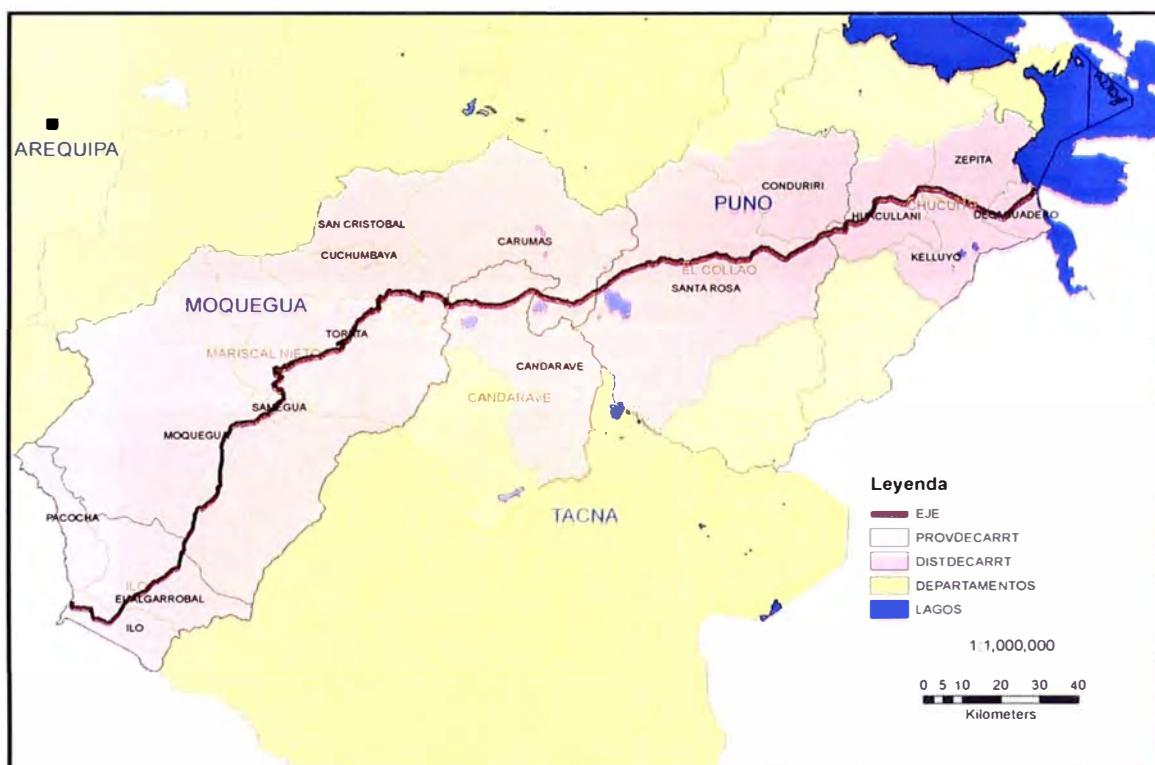 AREQUIPA
ZEPITA
CONDURIRI
PUNO
CHUCUITO
HUACULLANI
DESAGUADERO
SAN CRISTOBAL
CARUMAS
CUCHUMBAYA
KELLUYO
EL COLLAO
SANTA ROSA
MOQUEGUA
TORATA
MARISCAL NIETO
CANDARAVE
CANDARAVE
SAMEGUA
MOQUEGUA
TACNA
PACOCHA
ILO
EL ALGARROBAL
ILO
Leyenda
EJE
PROVDECARRT
DISTDECARRT
DEPARTAMENTOS
LAGOS
1:1,000,000
0 5 10 20 30 40
Kilometers